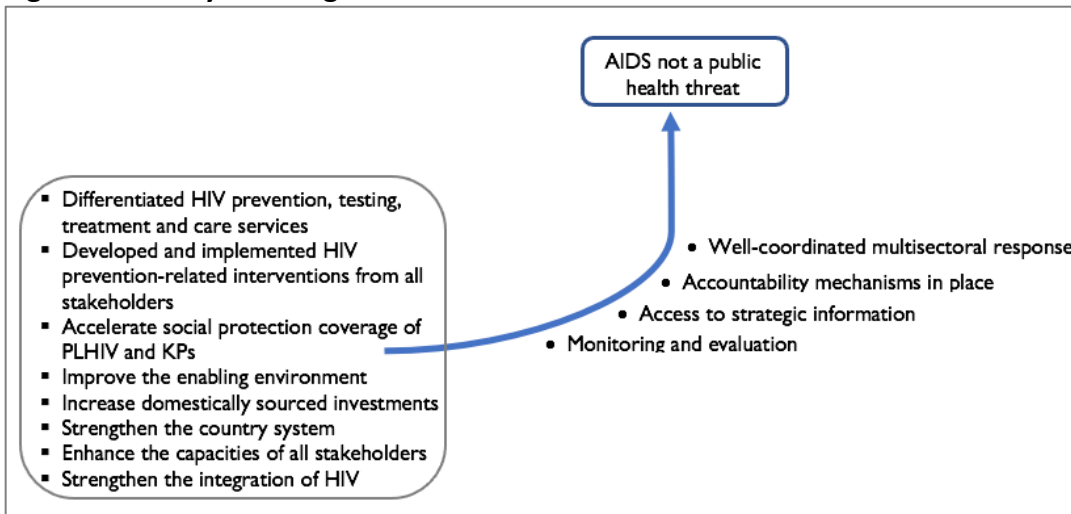 AIDS not a public
health threat
▪ Differentiated HIV prevention, testing,
treatment and care services
▪ Developed and implemented HIV
prevention-related interventions from all
stakeholders
▪ Accelerate social protection coverage of
PLHIV and KPs
▪ Improve the enabling environment
▪ Increase domestically sourced investments
▪ Strengthen the country system
▪ Enhance the capacities of all stakeholders
▪ Strengthen the integration of HIV
• Well-coordinated multisectoral response
• Accountability mechanisms in place
• Access to strategic information
• Monitoring and evaluation